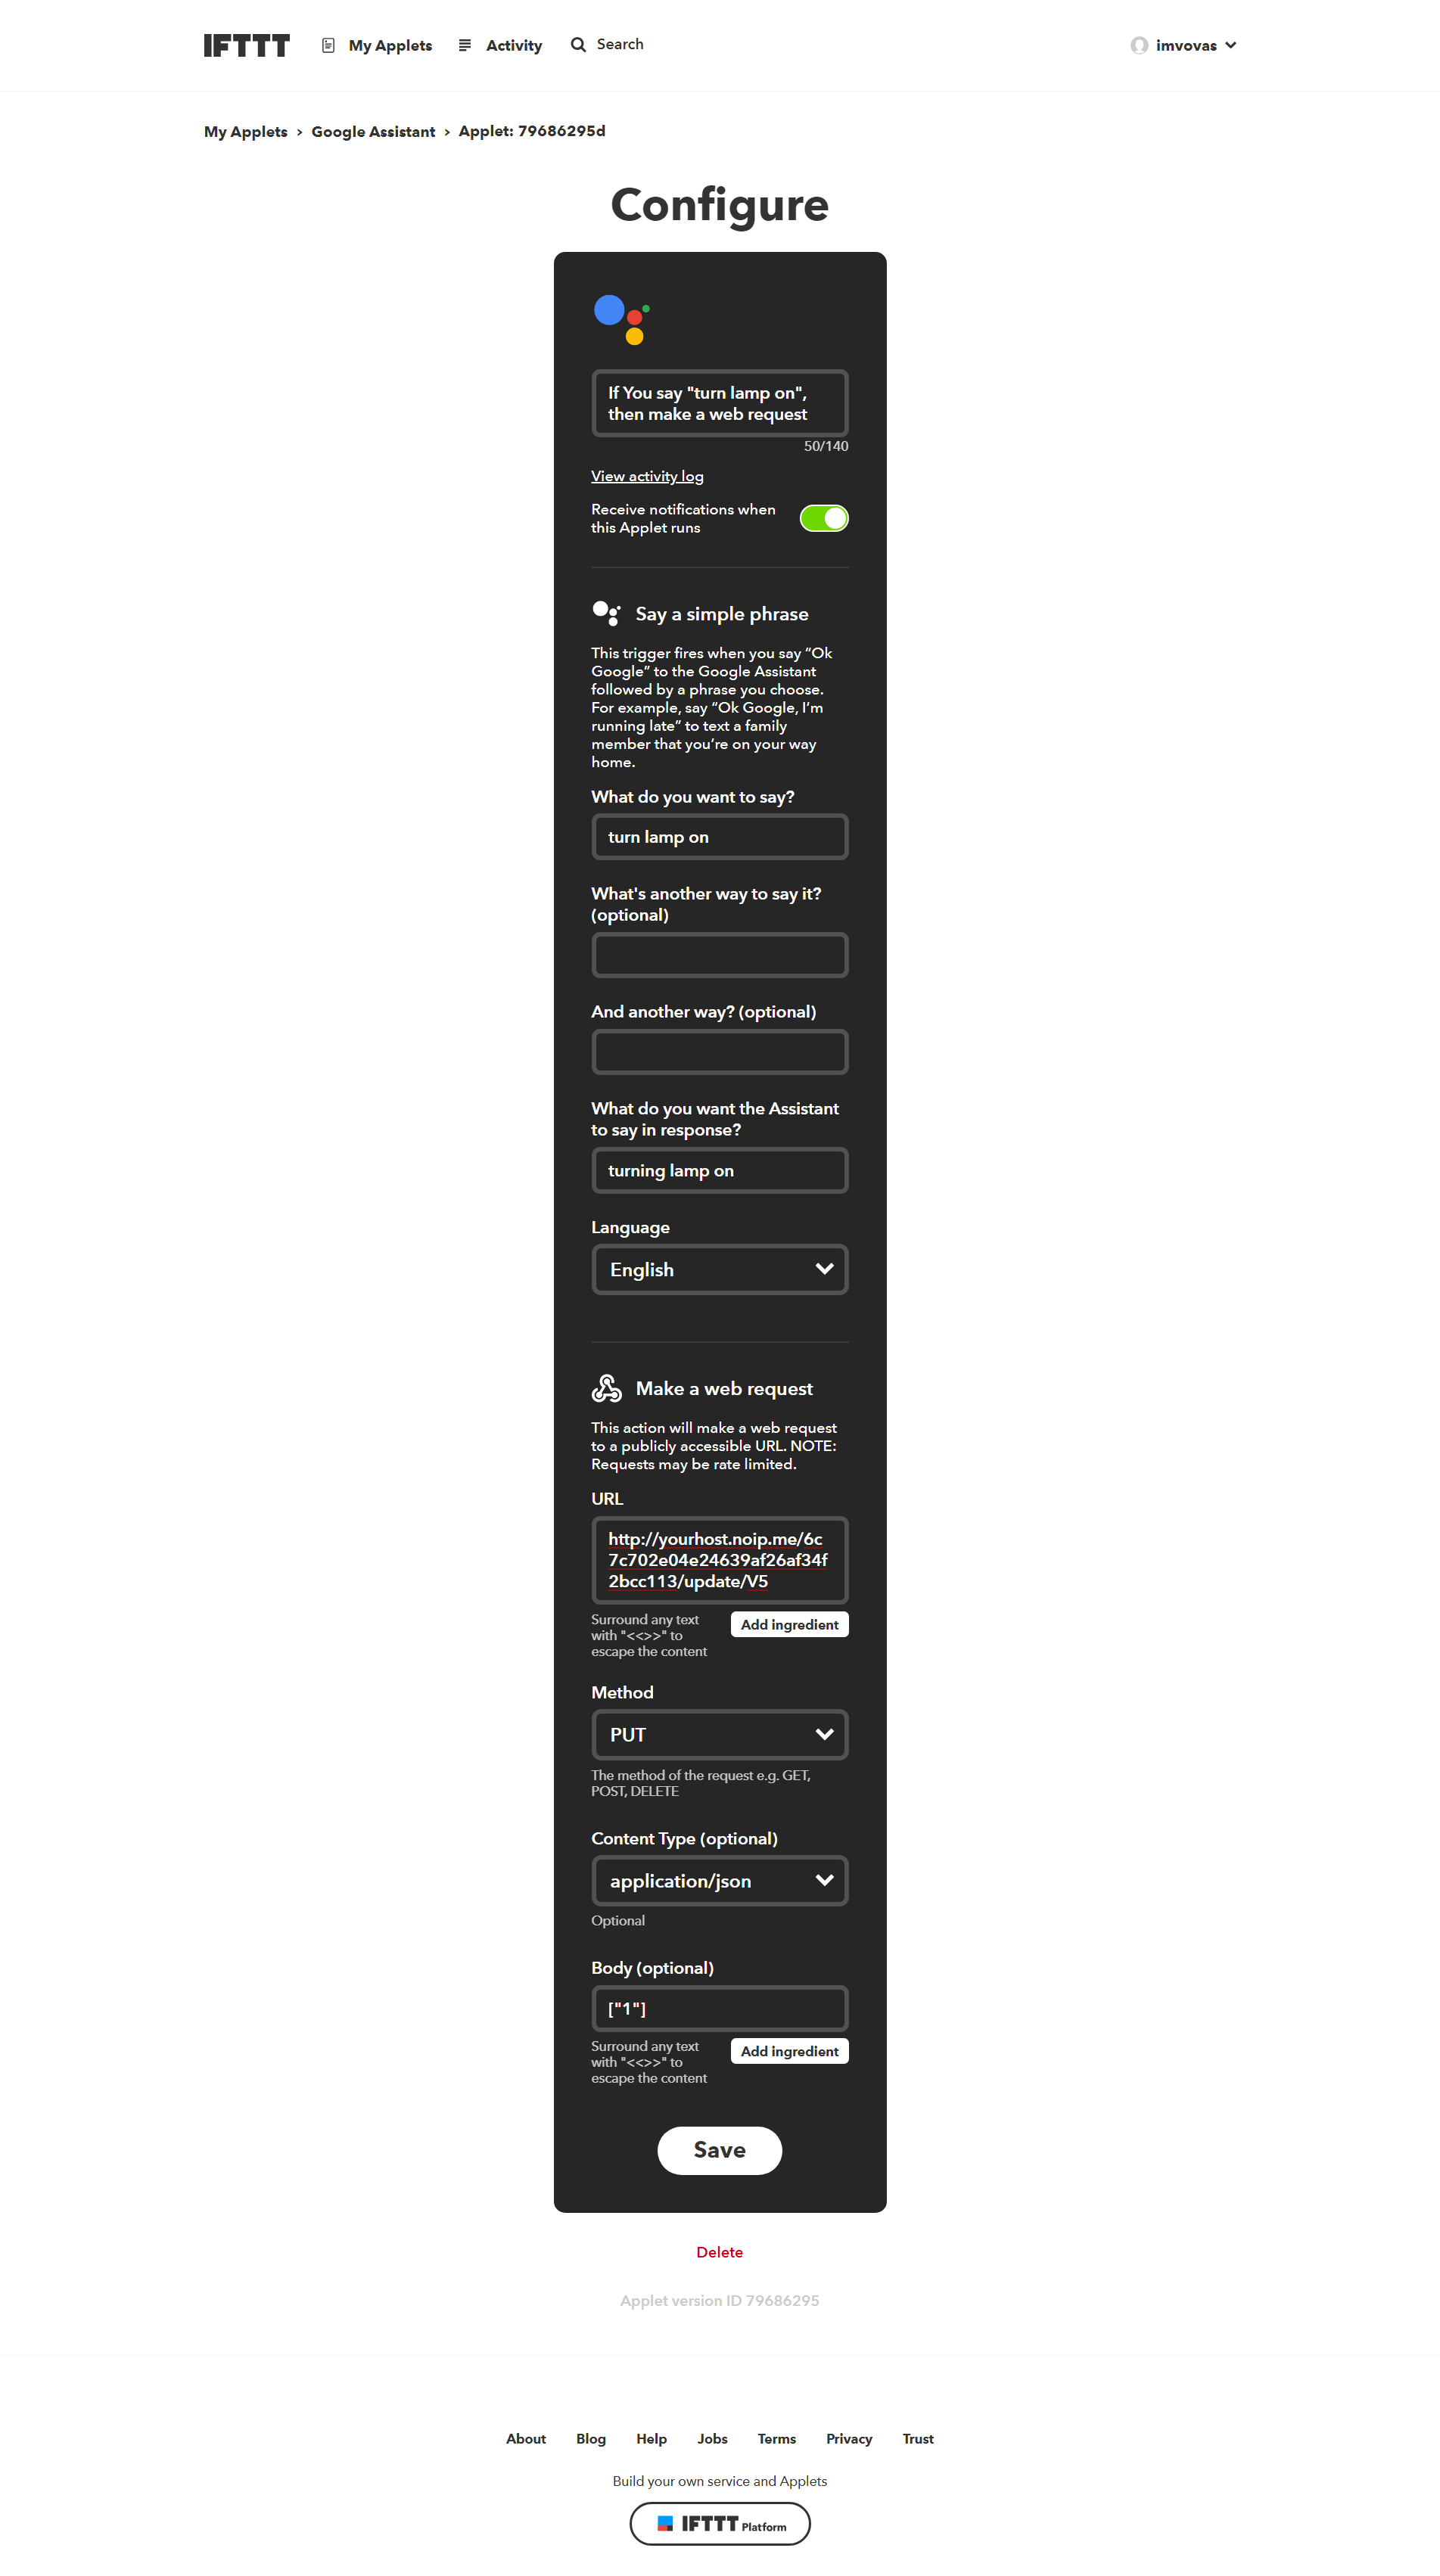 IFTTT My Applets Activity Search imvovas
My Applets › Google Assistant › Applet: 79686295d
Configure
If You say "turn lamp on",
then make a web request
50/140
View activity log
Receive notifications when
this Applet runs
Say a simple phrase
This trigger fires when you say “Ok
Google” to the Google Assistant
followed by a phrase you choose.
For example, say “Ok Google, I’m
running late” to text a family
member that you’re on your way
home.
What do you want to say?
turn lamp on
What's another way to say it?
(optional)
And another way? (optional)
What do you want the Assistant
to say in response?
turning lamp on
Language
English
Make a web request
This action will make a web request
to a publicly accessible URL. NOTE:
Requests may be rate limited.
URL
http://yourhost.noip.me/6c
7c702e04e24639af26af34f
2bcc113/update/V5
Surround any text
with "<<>>" to
escape the content
Add ingredient
Method
PUT
The method of the request e.g. GET,
POST, DELETE
Content Type (optional)
application/json
Optional
Body (optional)
["1"]
Surround any text
with "<<>>" to
escape the content
Add ingredient
Save
Delete
Applet version ID 79686295
About Blog Help Jobs Terms Privacy Trust
Build your own service and Applets
IFTTT Platform